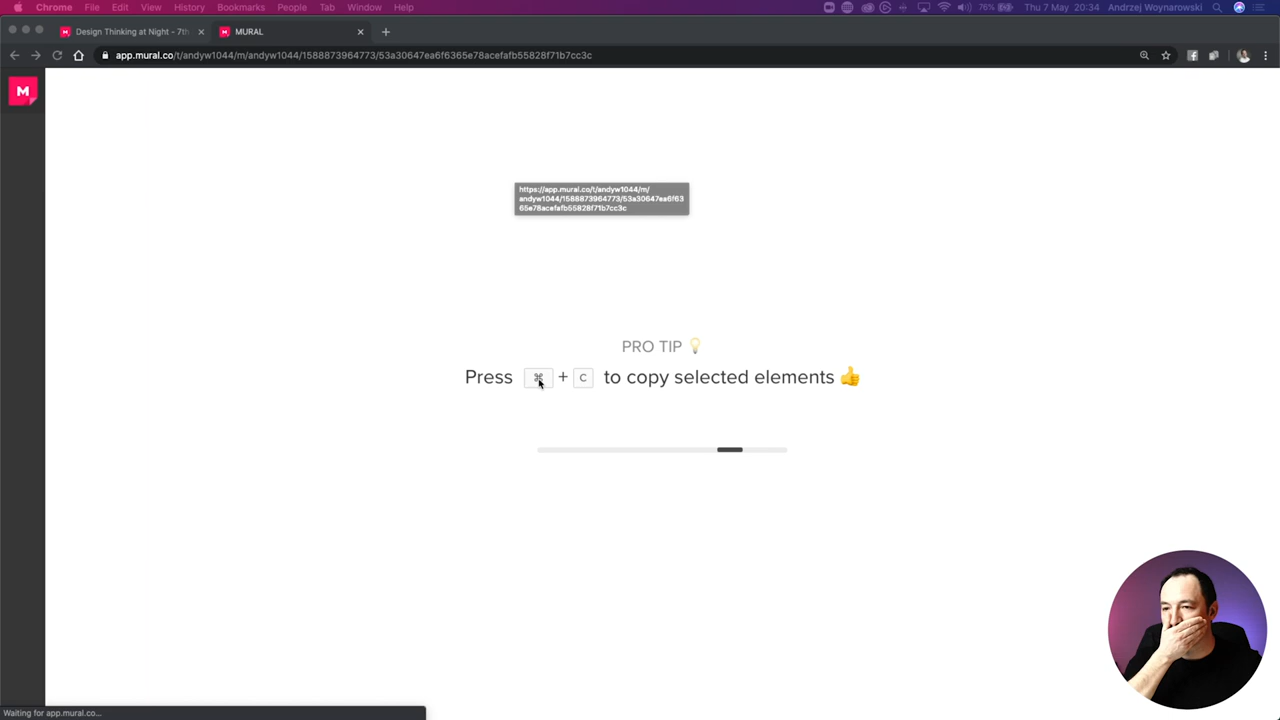 Chrome File Edit View History Bookmarks People Tab Window Help 76% Thu 7 May 20:34 Andrzej Woynarowski
Design Thinking at Night - 7th MURAL
app.mural.co/t/andyw1044/m/andyw1044/1588873964773/53a30647ea6f6365e78acefafb55828f71b7cc3c
M
https://app.mural.co/t/andyw1044/m/
andyw1044/1588873964773/53a30647ea6f63
65e78acefafb55828f71b7cc3c
PRO TIP 💡
Press ⌘ + C to copy selected elements 👍
Waiting for app.mural.co...